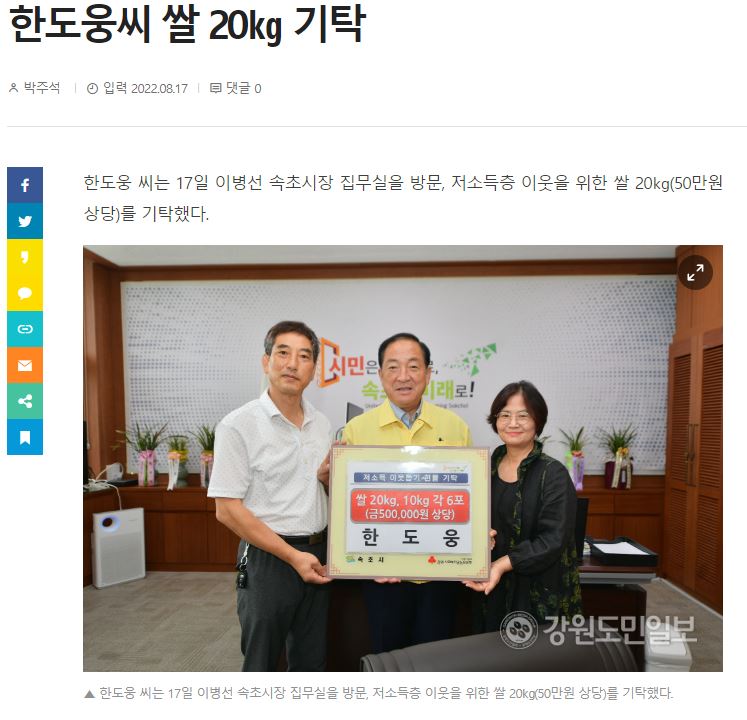 한도웅씨 쌀 20kg 기탁
박주석
입력 2022.08.17
댓글 0
한도웅 씨는 17일 이병선 속초시장 집무실을 방문, 저소득층 이웃을 위한 쌀 20kg(50만원
상당)를 기탁했다.
시민은
속초
미래로!
저소득 이웃돕기 현물 기탁
쌀 20kg, 10kg 각 6포
(금500,000원 상당)
한 도 웅
속 초 시
강원도민일보
▲ 한도웅 씨는 17일 이병선 속초시장 집무실을 방문, 저소득층 이웃을 위한 쌀 20kg(50만원 상당)를 기탁했다.